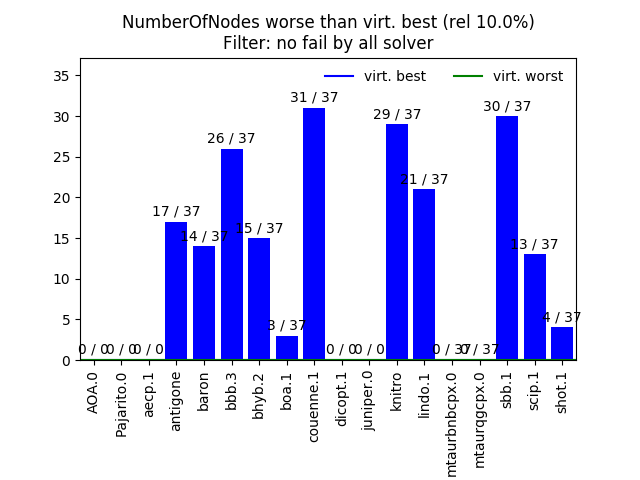 NumberOfNodes worse than virt. best (rel 10.0%)
Filter: no fail by all solver
virt. best
virt. worst
35
30
25
20
15
10
5
0
0 / 0
0 / 0
0 / 0
17 / 37
14 / 37
26 / 37
15 / 37
3 / 37
31 / 37
0 / 0
0 / 0
29 / 37
21 / 37
0 / 37
0 / 37
30 / 37
13 / 37
4 / 37
AOA.0
Pajarito.0
aecp.1
antigone
baron
bbb.3
bhyb.2
boa.1
couenne.1
dicopt.1
juniper.0
knitro
lindo.1
mtaurbnbcpx.0
mtaurqgcpx.0
sbb.1
scip.1
shot.1